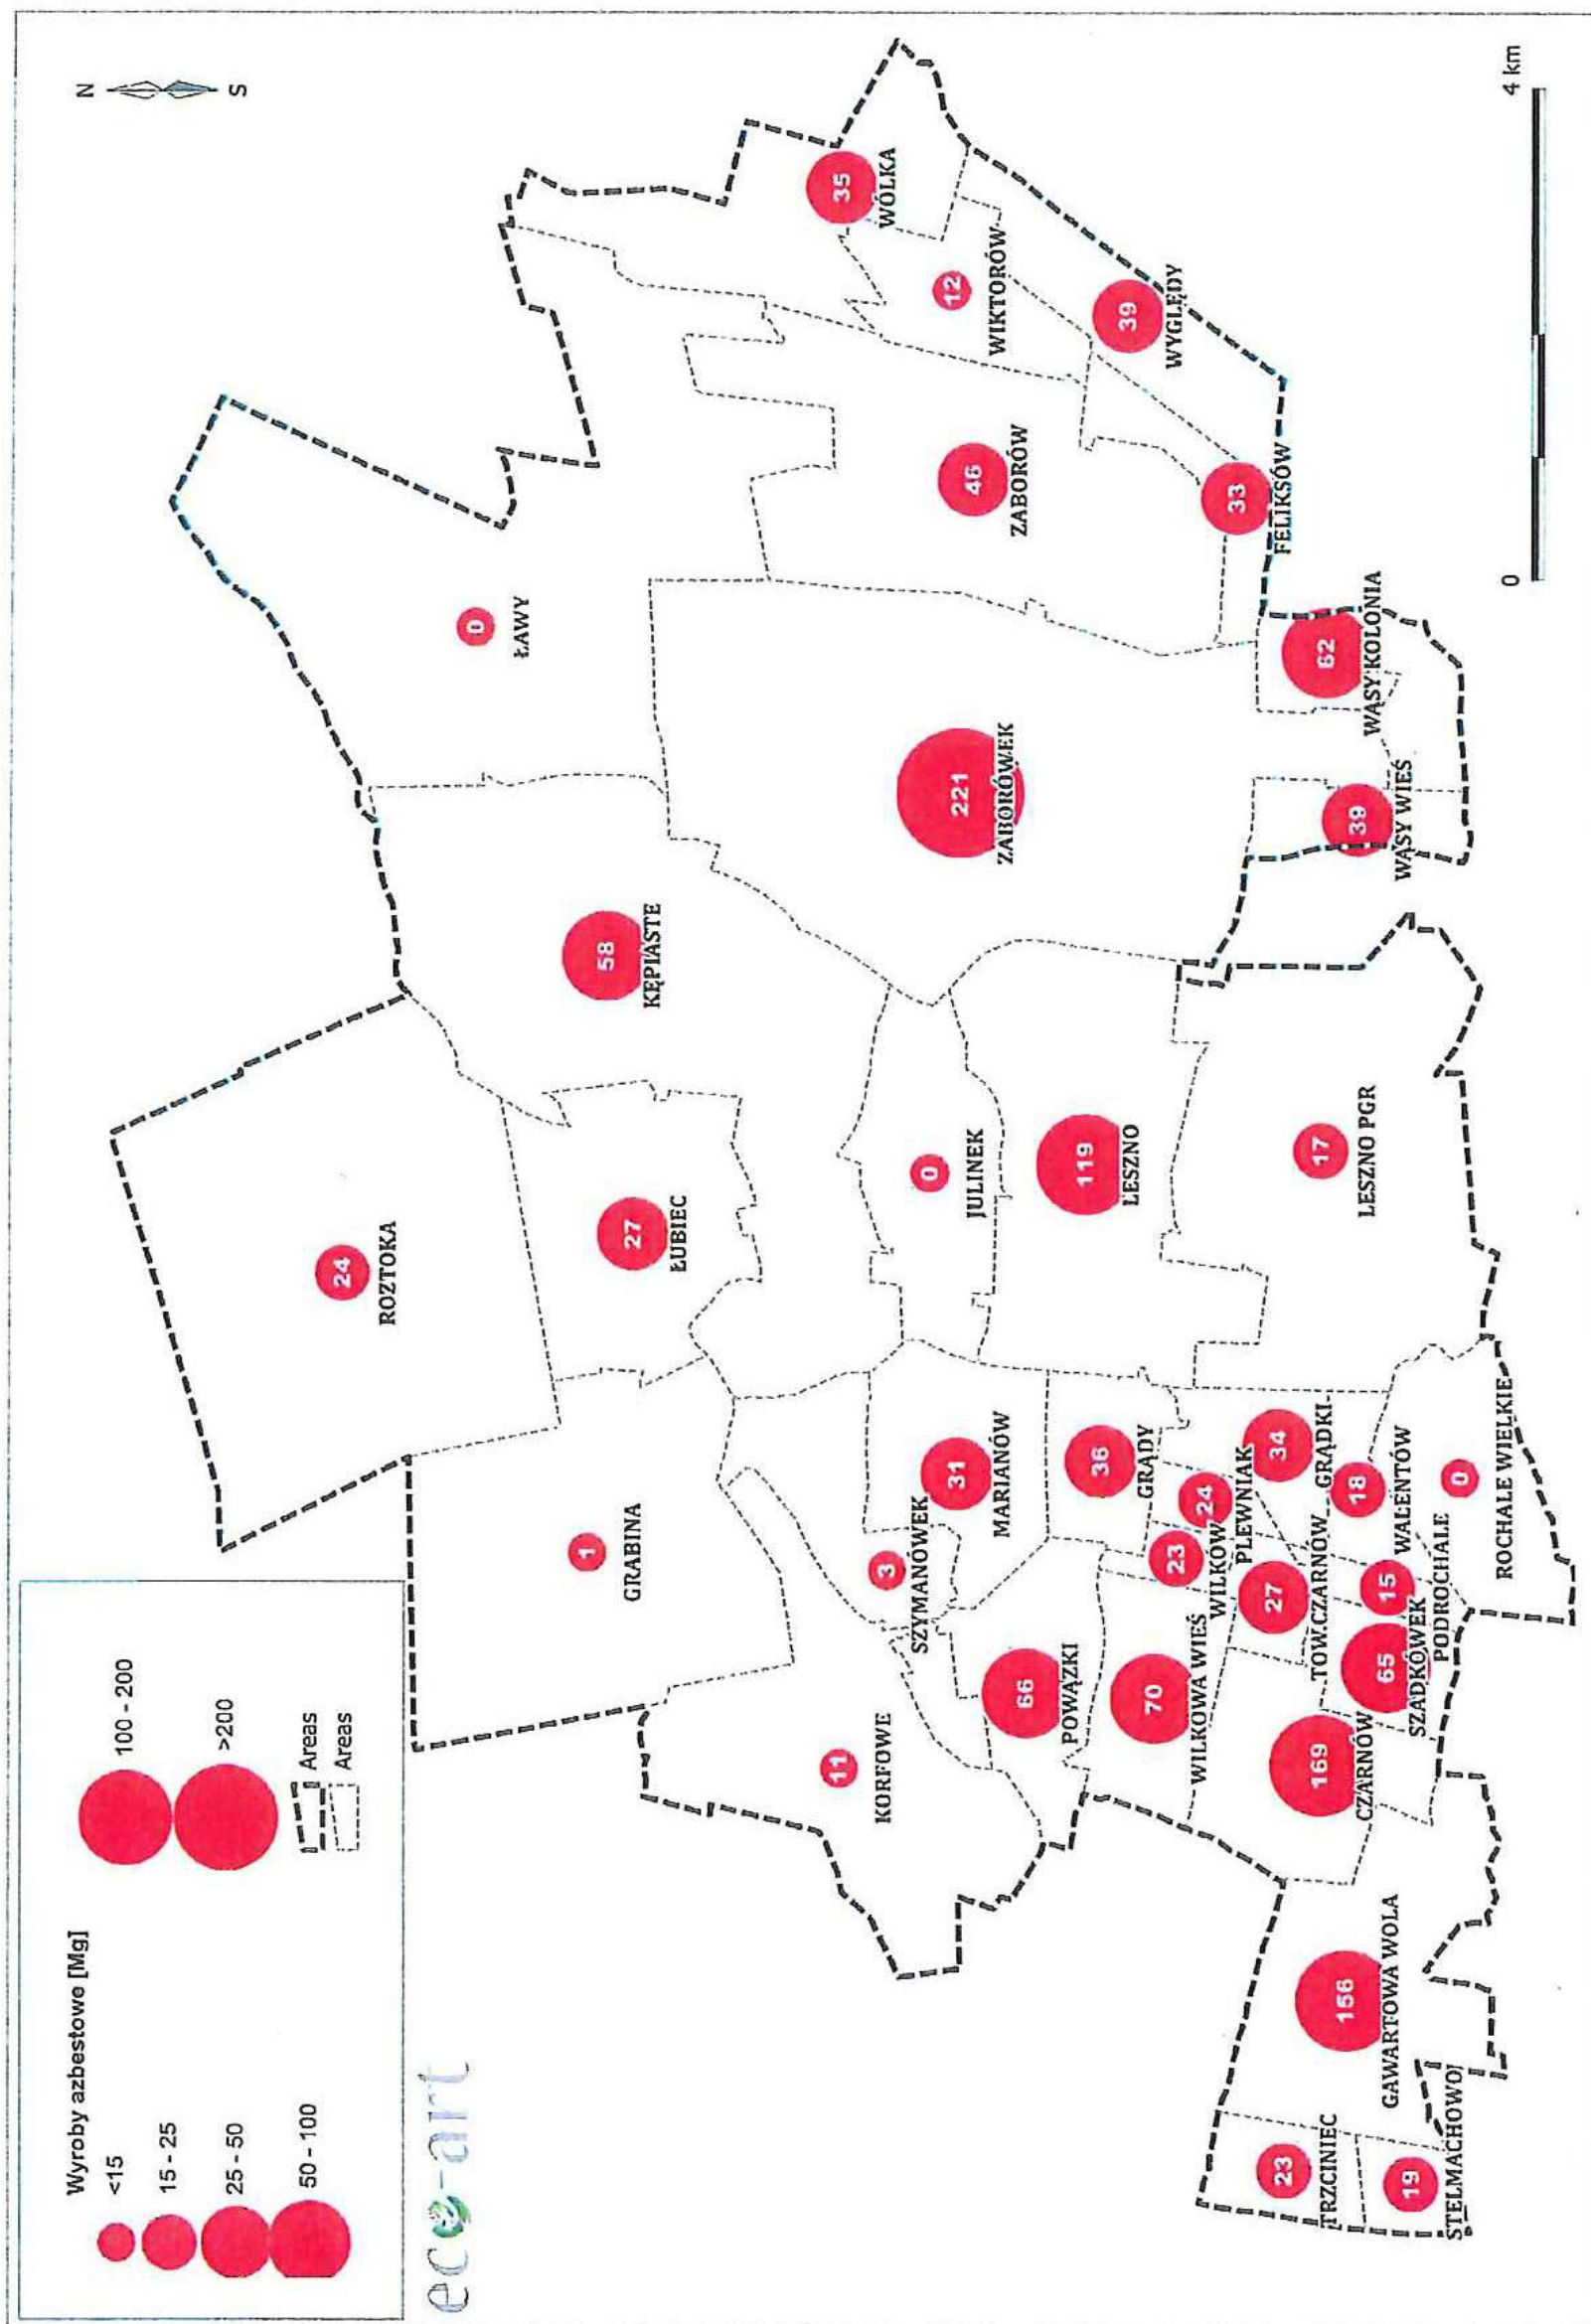 Wyroby azbestowe [Mg]
<15
15 - 25
25 - 50
50 - 100
100 - 200
>200
Areas
Areas
eco-art
N
S
24
ROZTOKA
0
ŁAWY
1
GRABINA
27
ŁUBIEC
58
KĘPIASTE
11
KORFOWE
3
SZYMANÓWEK
31
MARIANÓW
0
JULINEK
221
ZABORÓWEK
46
ZABORÓW
35
WÓLKA
12
WIKTORÓW
39
WYGLĘDY
33
FELIKSÓW
66
POWĄZKI
36
GRĄDY
119
LESZNO
70
WILKOWA WIEŚ
23
WILKÓW
24
PLEWNIAK
34
GRĄDKI
27
TOW.CZARNÓW
169
CZARNÓW
65
SZADKÓWEK
15
PODROCHALE
18
WALENTÓW
0
ROCHALE WIELKIE
17
LESZNO PGR
39
WĄSY WIEŚ
62
WĄSY KOLONIA
156
GAWARTOWA WOLA
23
TRZCINIEC
19
STELMACHOWO
0
4 km